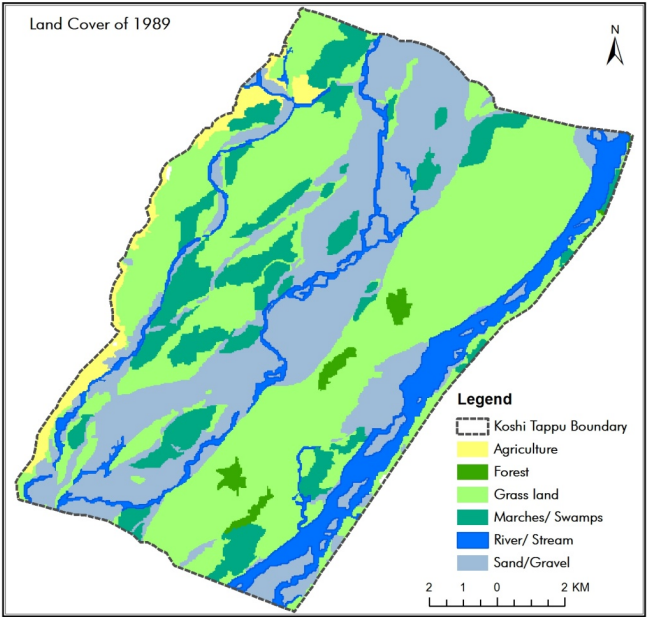 Land Cover of 1989
N
Legend
Koshi Tappu Boundary
Agriculture
Forest
Grass land
Marches/ Swamps
River/ Stream
Sand/Gravel
2 0 2 KM